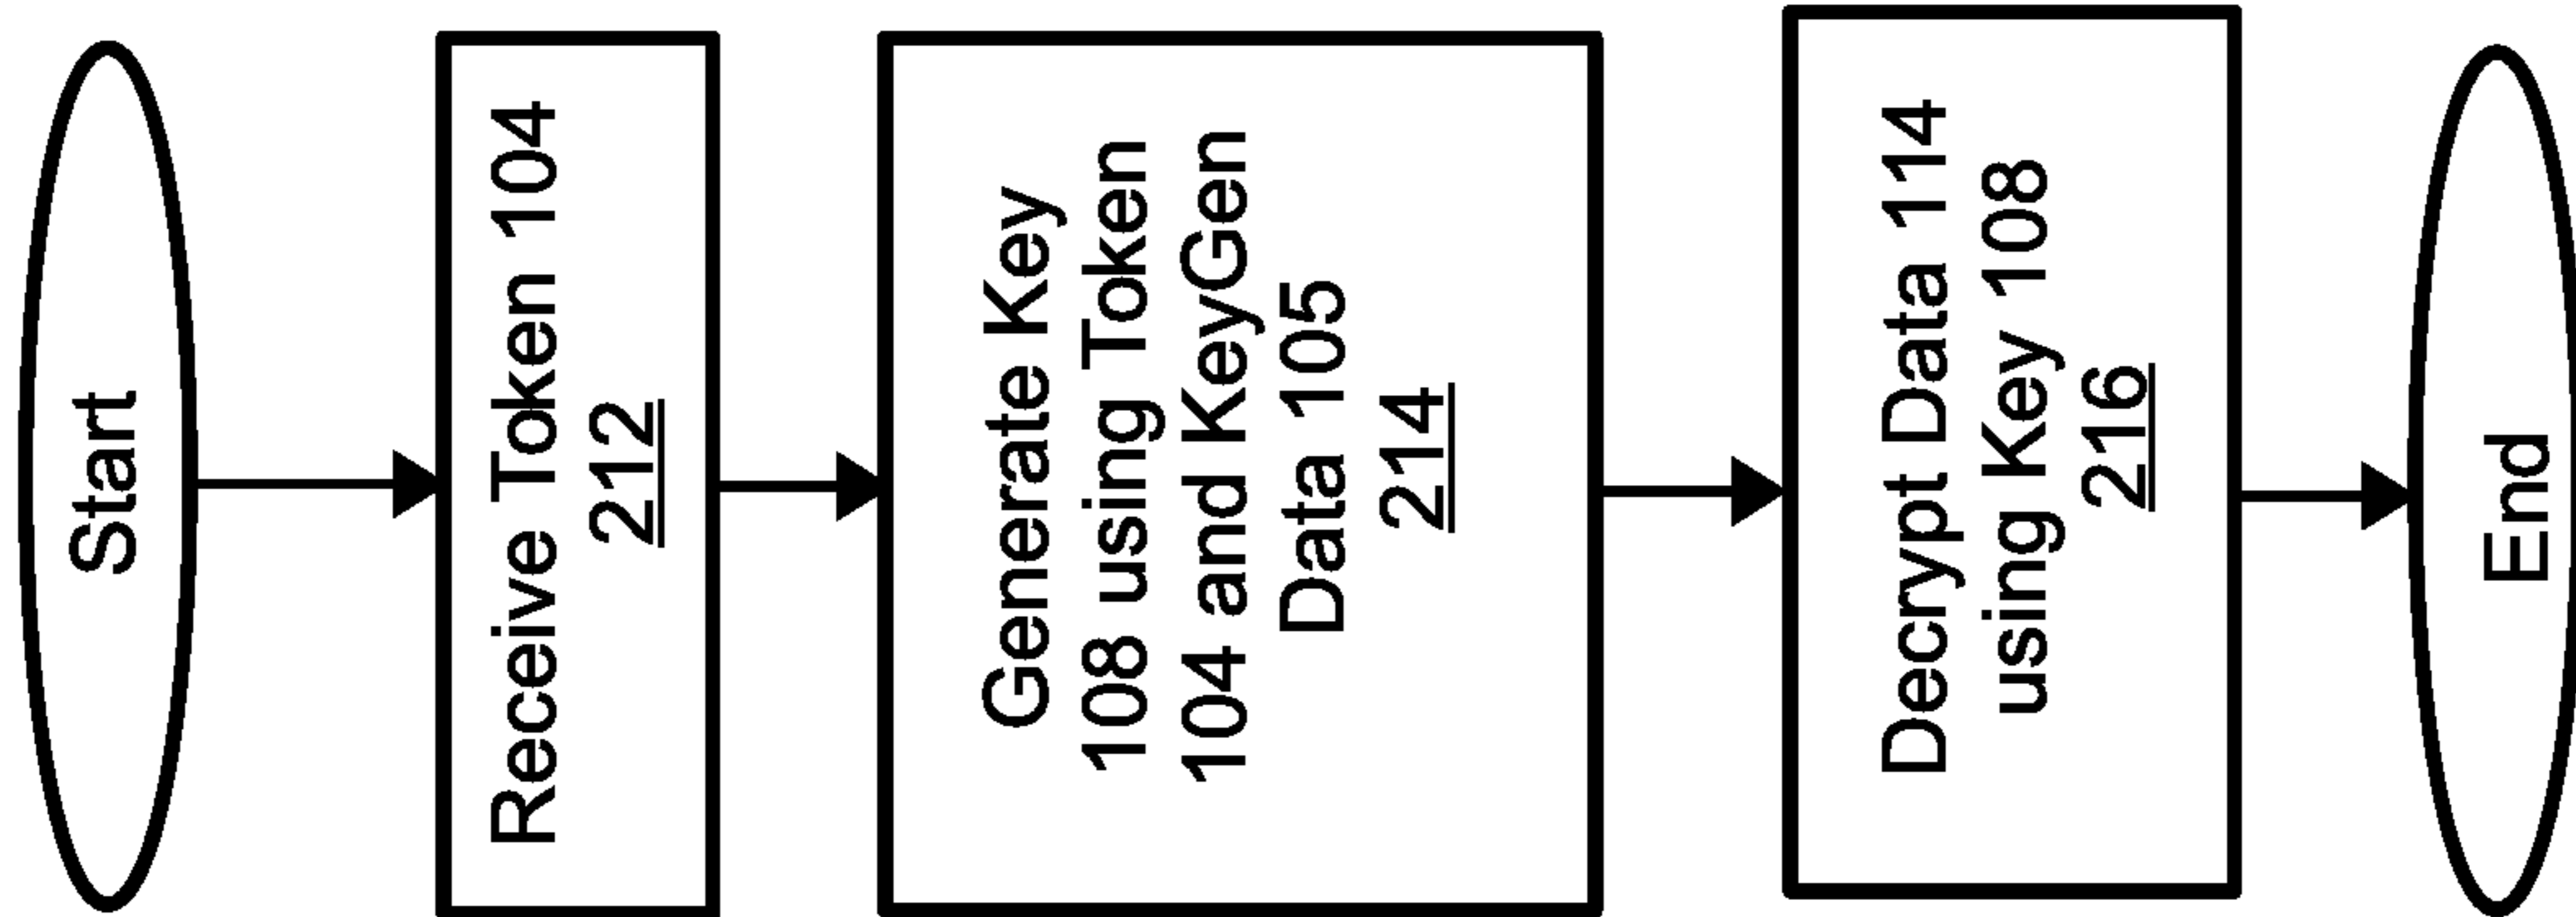 Start
Receive Token 104
212
Generate Key
108 using Token
104 and KeyGen
Data 105
214
Decrypt Data 114
using Key 108
216
End